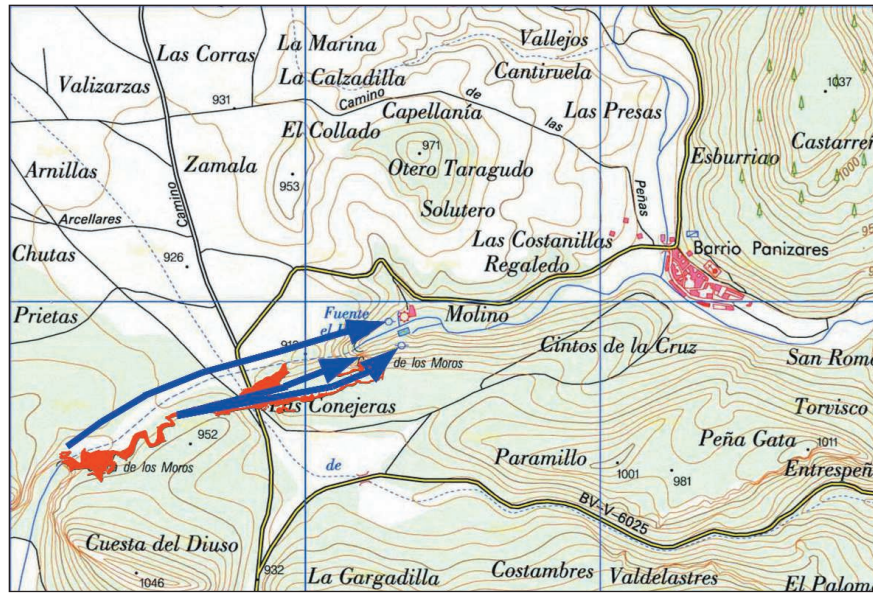 La Marina
Vallejos
Las Corras
La Calzadilla
Cantiruela
Valizarzas
Camino
de
1037
931
Capellanía
las
Las Presas
El Collado
Castarreñ
971
Arnillas
Zamala
Otero Taragudo
Esburriao
1000
953
Peñas
Arcellares
Camino
Solutero
Chutas
Las Costanillas
Barrio Panizares
926
Regaledo
Prietas
Fuente
Molino
el
Cintos de la Cruz
San Rom
de los Moros
Las Conejeras
Torvisco
952
Peña Gata
1011
de los Moros
de
Paramillo
1001
981
Entrespeñ
BV-V-6025
Cuesta del Diuso
1046
932
La Gargadilla
Costambres
Valdelastres
El Palom